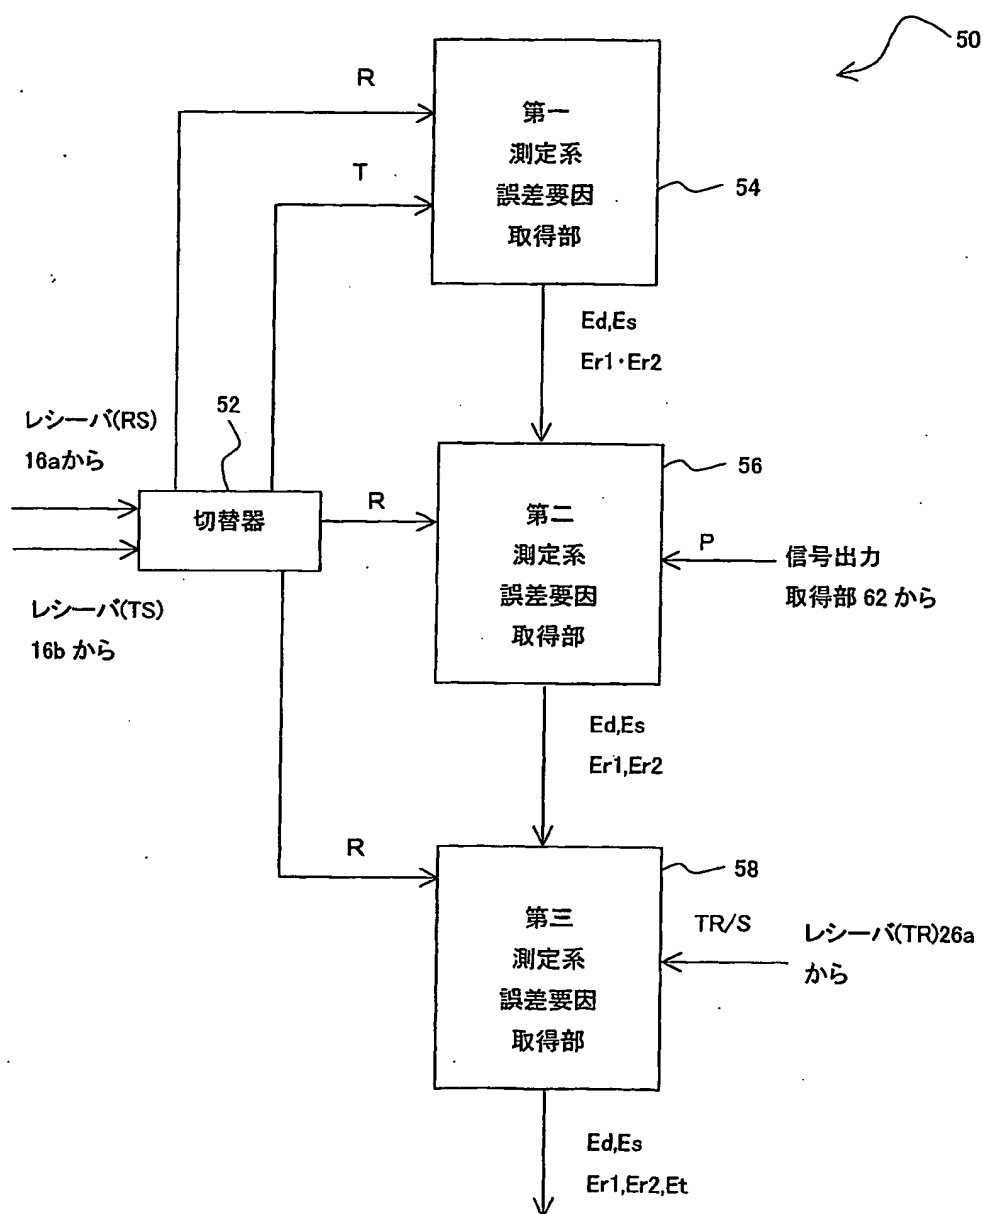 50
R
第一
測定系
誤差要因
取得部
T
54
Ed,Es
Er1・Er2
レシーバ(RS)
16aから
52
切替器
レシーバ(TS)
16b から
R
第二
測定系
誤差要因
取得部
56
P
信号出力
取得部 62 から
Ed,Es
Er1,Er2
R
第三
測定系
誤差要因
取得部
58
TR/S
レシーバ(TR)26a
から
Ed,Es
Er1,Er2,Et